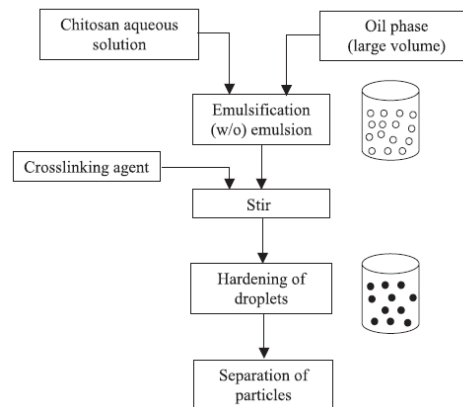 Chitosan aqueous
solution
Oil phase
(large volume)
Emulsification
(w/o) emulsion
Crosslinking agent
Stir
Hardening of
droplets
Separation of
particles